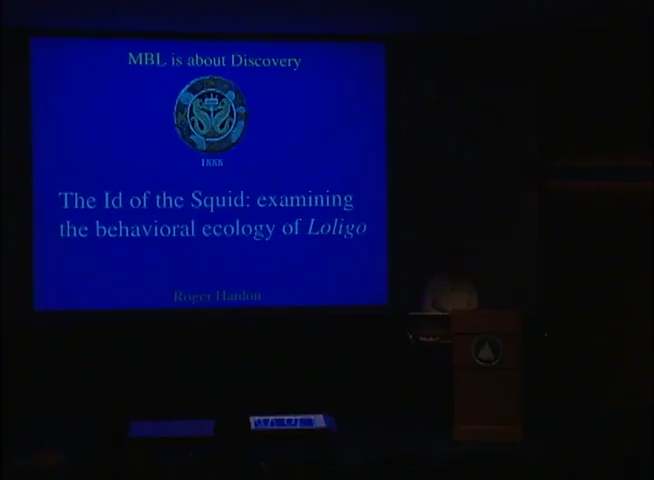 MBL is about Discovery
1888
The Id of the Squid: examining
the behavioral ecology of Loligo
Roger Hanlon